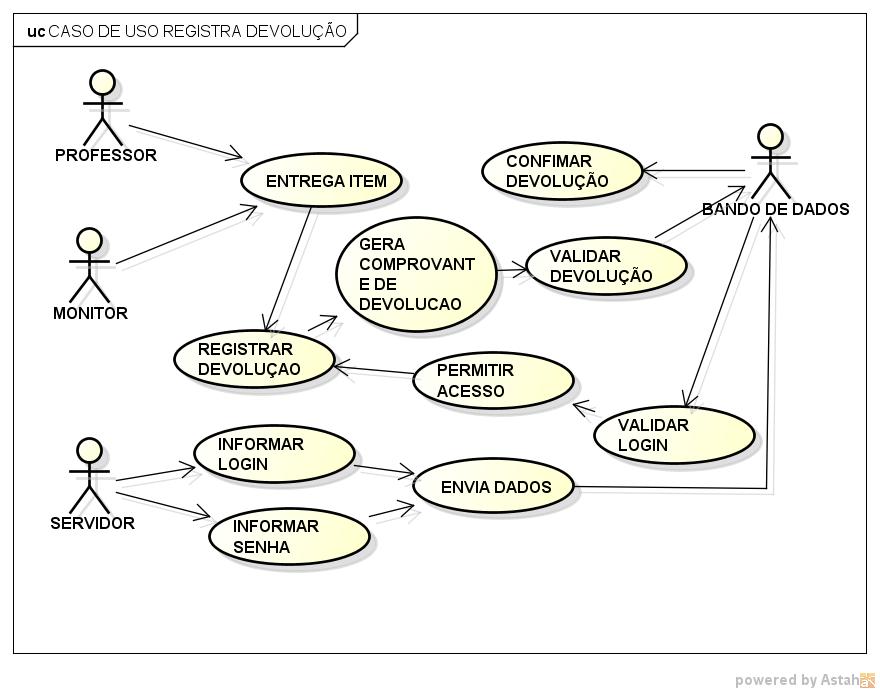 uc CASO DE USO REGISTRA DEVOLUÇÃO
PROFESSOR
ENTREGA ITEM
CONFIMAR
DEVOLUÇÃO
BANDO DE DADOS
MONITOR
GERA
COMPROVANT
E DE
DEVOLUCAO
VALIDAR
DEVOLUÇÃO
REGISTRAR
DEVOLUÇAO
PERMITIR
ACESSO
VALIDAR
LOGIN
SERVIDOR
INFORMAR
LOGIN
ENVIA DADOS
INFORMAR
SENHA
powered by Astah